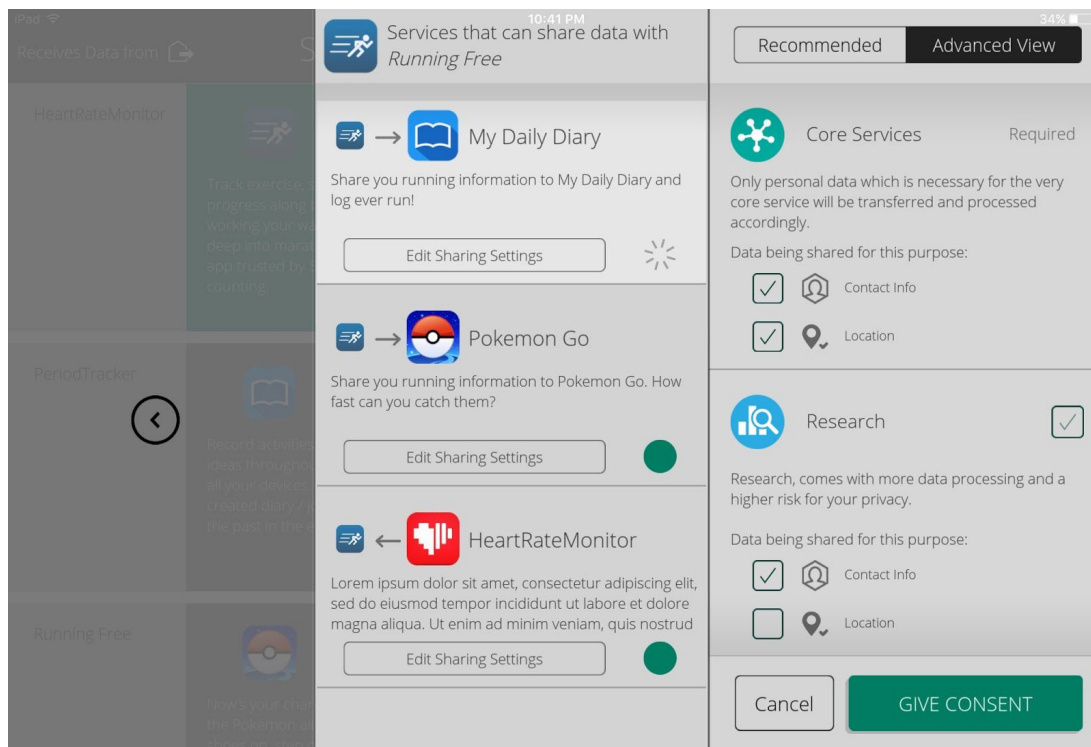 iPad
10:41 PM
34%
Receives Data from
S
HeartRateMonitor
Track exercise, s
progress along
working your wa
deep into marat
app trusted by
counting.
PeriodTracker
Record activities
ideas througho
all your devices
created diary / jo
the past in the A
Running Free
Now's your chan
the Pokemon all
Services that can share data with
Running Free
My Daily Diary
Share you running information to My Daily Diary and
log ever run!
Edit Sharing Settings
Pokemon Go
Share you running information to Pokemon Go. How
fast can you catch them?
Edit Sharing Settings
HeartRateMonitor
Lorem ipsum dolor sit amet, consectetur adipiscing elit,
sed do eiusmod tempor incididunt ut labore et dolore
magna aliqua. Ut enim ad minim veniam, quis nostrud
Edit Sharing Settings
Recommended
Advanced View
Core Services
Required
Only personal data which is necessary for the very
core service will be transferred and processed
accordingly.
Data being shared for this purpose:
Contact Info
Location
Research
Research, comes with more data processing and a
higher risk for your privacy.
Data being shared for this purpose:
Contact Info
Location
Cancel
GIVE CONSENT